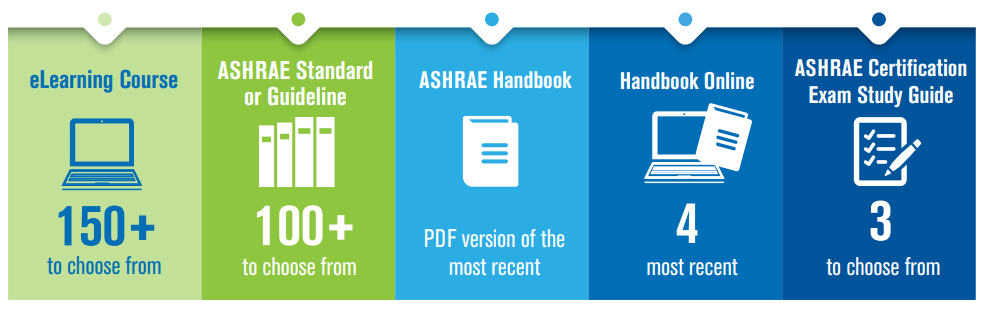 eLearning Course
150+
to choose from
ASHRAE Standard
or Guideline
100+
to choose from
ASHRAE Handbook
PDF version of the
most recent
Handbook Online
4
most recent
ASHRAE Certification
Exam Study Guide
3
to choose from